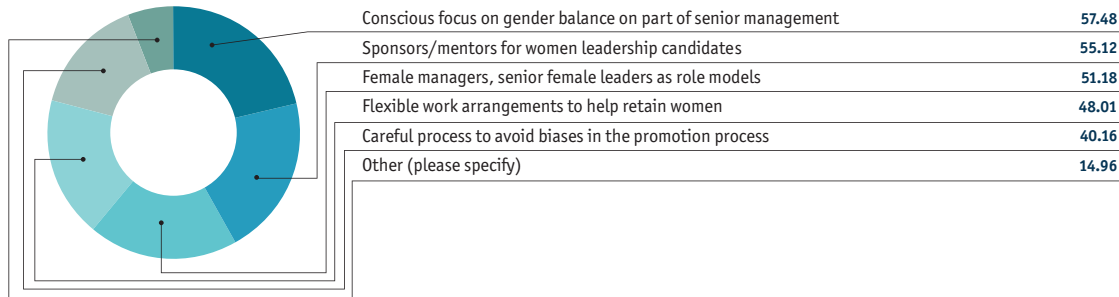 Conscious focus on gender balance on part of senior management 57.48
Sponsors/mentors for women leadership candidates 55.12
Female managers, senior female leaders as role models 51.18
Flexible work arrangements to help retain women 48.01
Careful process to avoid biases in the promotion process 40.16
Other (please specify) 14.96